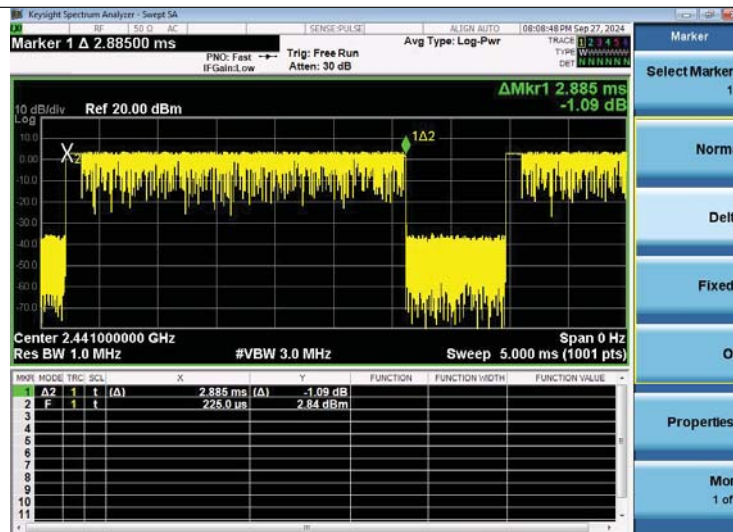 Keysight Spectrum Analyzer - Swept SA
RF 50 Ω AC SENSE:PULSE ALIGN AUTO 08:08:48 PM Sep 27, 2024
Marker 1 Δ 2.88500 ms
PNO: Fast Trig: Free Run Avg Type: Log-Pwr TRACE 1 2 3 4 5 6
IFGain:Low Atten: 30 dB TYPE
DET N N N N N N
ΔMkr1 2.885 ms
-1.09 dB
10 dB/div Ref 20.00 dBm
Log
10.0
0.00
-10.0
-20.0
-30.0
-40.0
-50.0
-60.0
-70.0
X2
1Δ2
Center 2.441000000 GHz Span 0 Hz
Res BW 1.0 MHz #VBW 3.0 MHz Sweep 5.000 ms (1001 pts)
MKR MODE TRC SCL X Y FUNCTION FUNCTION WIDTH FUNCTION VALUE
1 Δ2 1 t (Δ) 2.885 ms (Δ) -1.09 dB
2 F 1 t 225.0 µs 2.84 dBm
3
4
5
6
7
8
9
10
11
Marker
Select Marker
1
Norm
Delt
Fixed
O
Properties
Mor
1 of